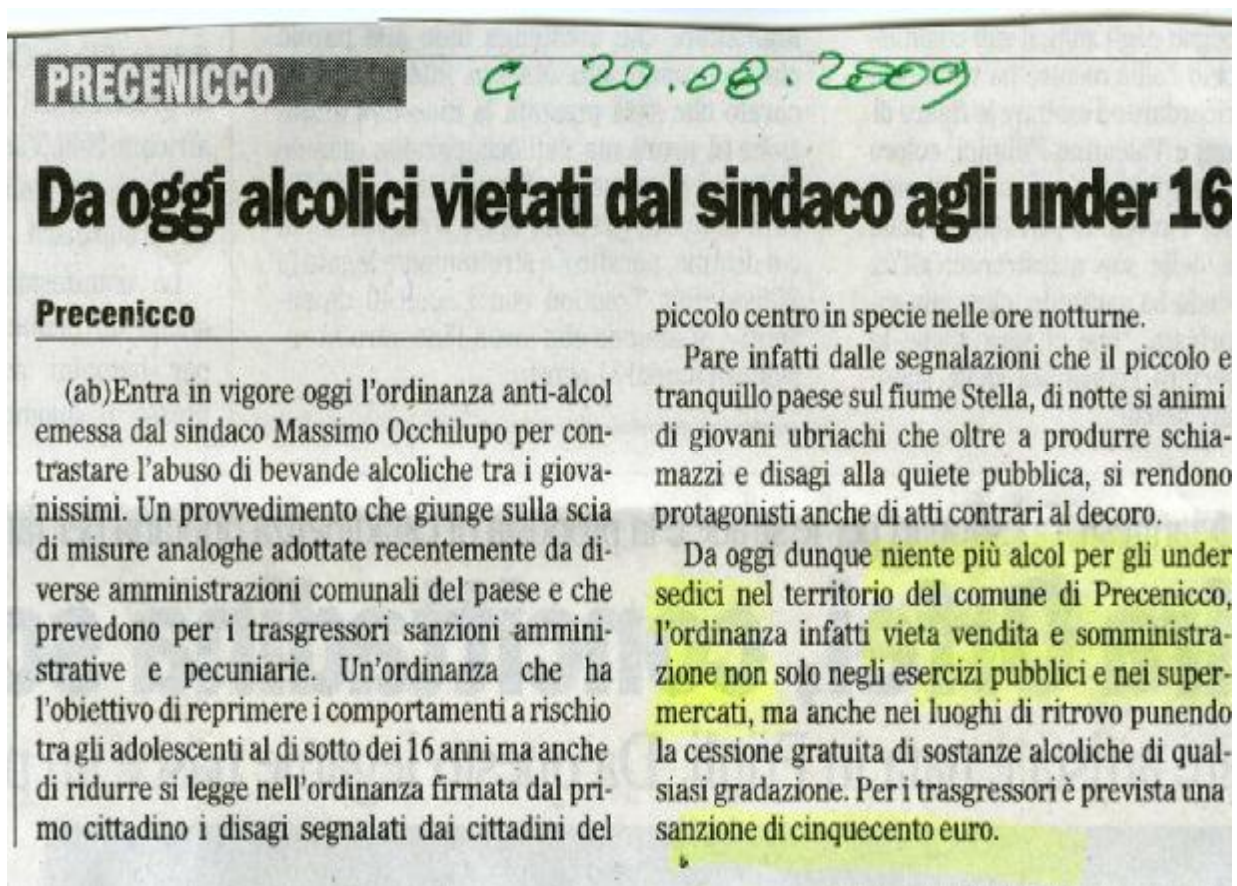 PRECENICCO
G 20.08.2009
Da oggi alcolici vietati dal sindaco agli under 16
Precenicco
(ab)Entra in vigore oggi l'ordinanza anti-alcol
emessa dal sindaco Massimo Occhilupo per con-
trastare l'abuso di bevande alcoliche tra i giova-
nissimi. Un provvedimento che giunge sulla scia
di misure analoghe adottate recentemente da di-
verse amministrazioni comunali del paese e che
prevedono per i trasgressori sanzioni ammini-
strative e pecuniarie. Un'ordinanza che ha
l'obiettivo di reprimere i comportamenti a rischio
tra gli adolescenti al di sotto dei 16 anni ma anche
di ridurre si legge nell'ordinanza firmata dal pri-
mo cittadino i disagi segnalati dai cittadini del
piccolo centro in specie nelle ore notturne.
Pare infatti dalle segnalazioni che il piccolo e
tranquillo paese sul fiume Stella, di notte si animi
di giovani ubriachi che oltre a produrre schia-
mazzi e disagi alla quiete pubblica, si rendono
protagonisti anche di atti contrari al decoro.
Da oggi dunque niente più alcol per gli under
sedici nel territorio del comune di Precenicco,
l'ordinanza infatti vieta vendita e somministra-
zione non solo negli esercizi pubblici e nei super-
mercati, ma anche nei luoghi di ritrovo punendo
la cessione gratuita di sostanze alcoliche di qual-
siasi gradazione. Per i trasgressori è prevista una
sanzione di cinquecento euro.